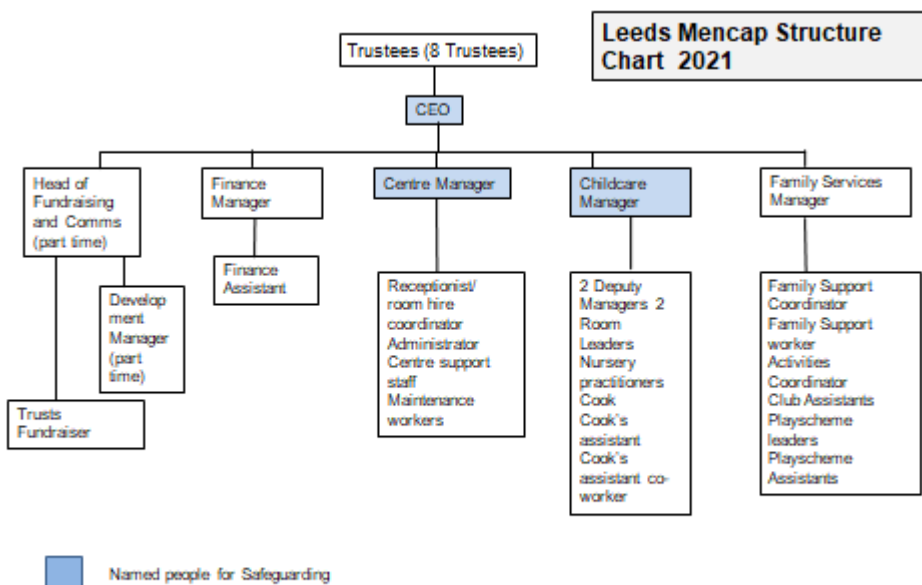 Leeds Mencap Structure
Chart 2021
Trustees (8 Trustees)
CEO
Head of
Fundraising
and Comms
(part time)
Finance
Manager
Centre Manager
Childcare
Manager
Family Services
Manager
Finance
Assistant
Develop
ment
Manager
(part
time)
Trusts
Fundraiser
Receptionist/
room hire
coordinator
Administrator
Centre support
staff
Maintenance
workers
2 Deputy
Managers 2
Room
Leaders
Nursery
practitioners
Cook
Cook's
assistant
Cook's
assistant co-
worker
Family Support
Coordinator
Family Support
worker
Activities
Coordinator
Club Assistants
Playscheme
leaders
Playscheme
Assistants
Named people for Safeguarding